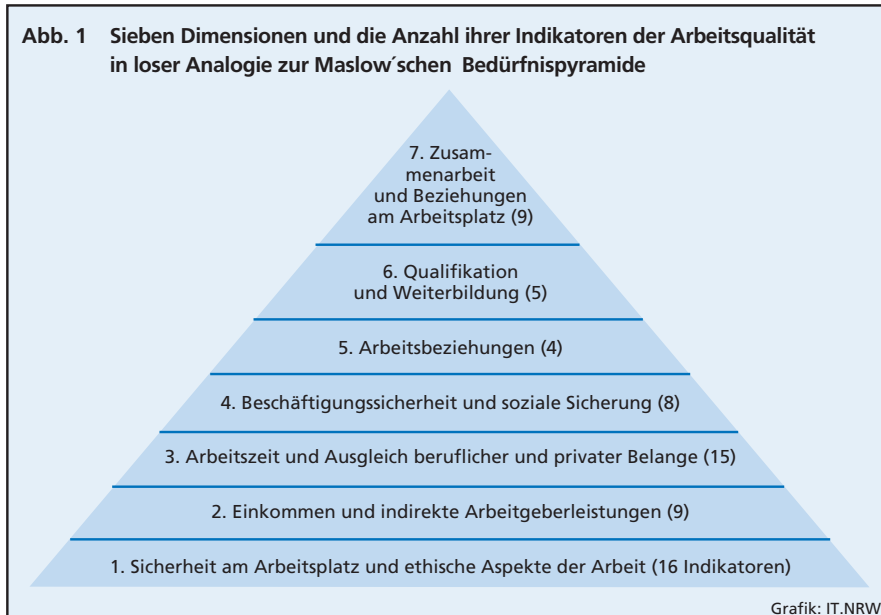 Abb. 1 Sieben Dimensionen und die Anzahl ihrer Indikatoren der Arbeitsqualität
in loser Analogie zur Maslow´schen Bedürfnispyramide
7. Zusam-
menarbeit
und Beziehungen
am Arbeitsplatz (9)
6. Qualifikation
und Weiterbildung (5)
5. Arbeitsbeziehungen (4)
4. Beschäftigungssicherheit und soziale Sicherung (8)
3. Arbeitszeit und Ausgleich beruflicher und privater Belange (15)
2. Einkommen und indirekte Arbeitgeberleistungen (9)
1. Sicherheit am Arbeitsplatz und ethische Aspekte der Arbeit (16 Indikatoren)
Grafik: IT.NRW